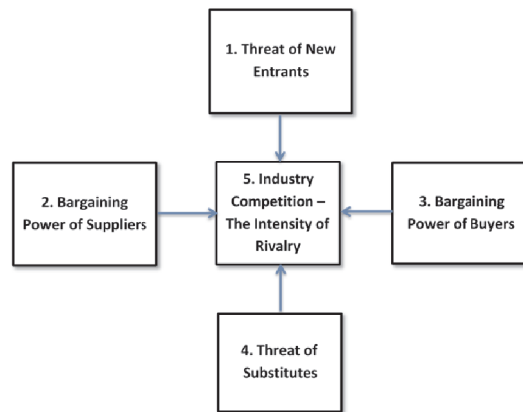 1. Threat of New
Entrants
2. Bargaining
Power of Suppliers
5. Industry
Competition –
The Intensity of
Rivalry
3. Bargaining
Power of Buyers
4. Threat of
Substitutes